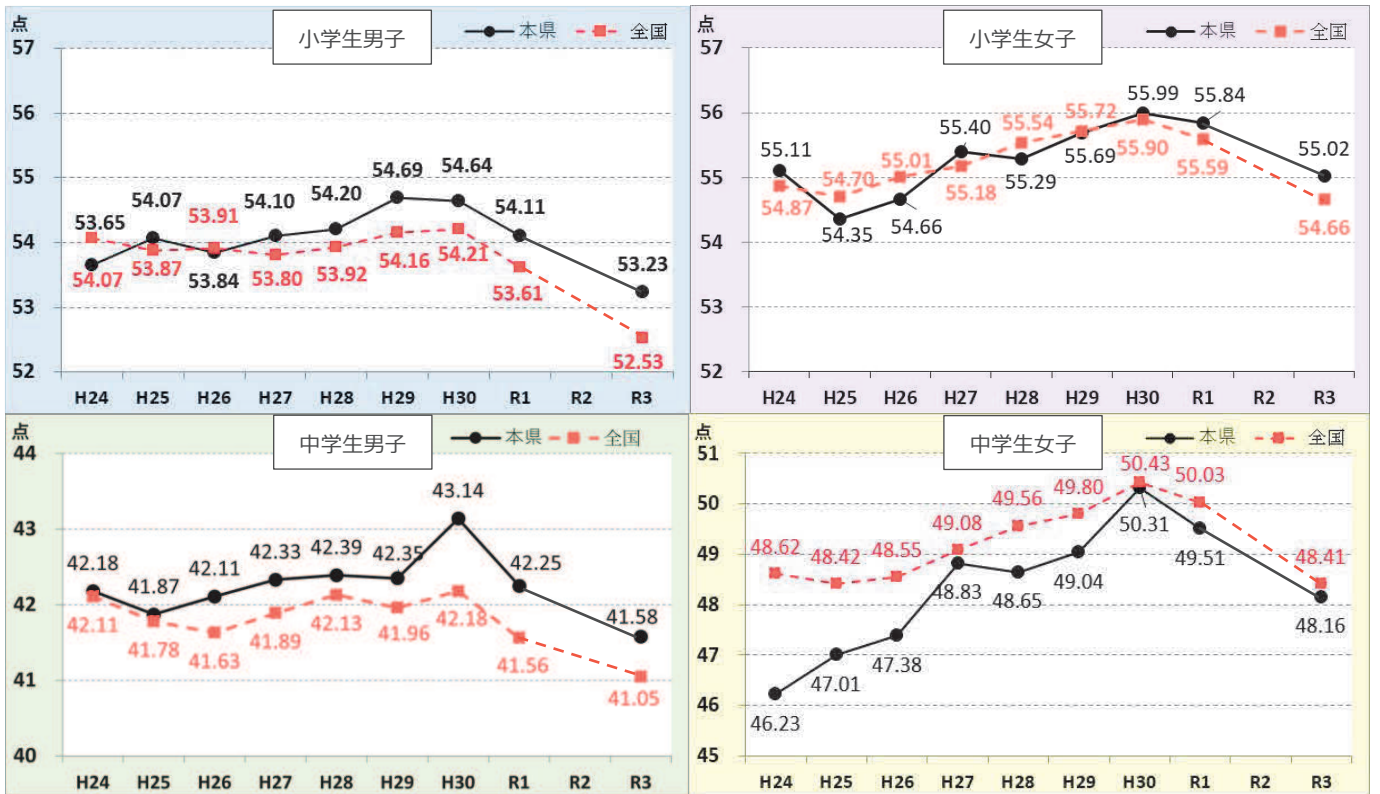 点
小学生男子
本県 全国
57
56
55
54
53
52
53.65 54.07 53.91 54.10 54.20 54.69 54.64 54.11 53.23
54.07 53.87 53.84 53.80 53.92 54.16 54.21 53.61 52.53
H24 H25 H26 H27 H28 H29 H30 R1 R2 R3
点
小学生女子
本県 全国
57
56
55
54
53
52
55.11 54.70 55.01 55.40 55.54 55.72 55.99 55.84 55.02
54.87 54.35 54.66 55.18 55.29 55.69 55.90 55.59 54.66
H24 H25 H26 H27 H28 H29 H30 R1 R2 R3
点
中学生男子
本県 全国
44
43
42
41
40
42.18 41.87 42.11 42.33 42.39 42.35 43.14 42.25 41.58
42.11 41.78 41.63 41.89 42.13 41.96 42.18 41.56 41.05
H24 H25 H26 H27 H28 H29 H30 R1 R2 R3
点
中学生女子
本県 全国
51
50
49
48
47
46
45
48.62 48.42 48.55 49.08 49.56 49.80 50.43 50.03 48.41
46.23 47.01 47.38 48.83 48.65 49.04 50.31 49.51 48.16
H24 H25 H26 H27 H28 H29 H30 R1 R2 R3